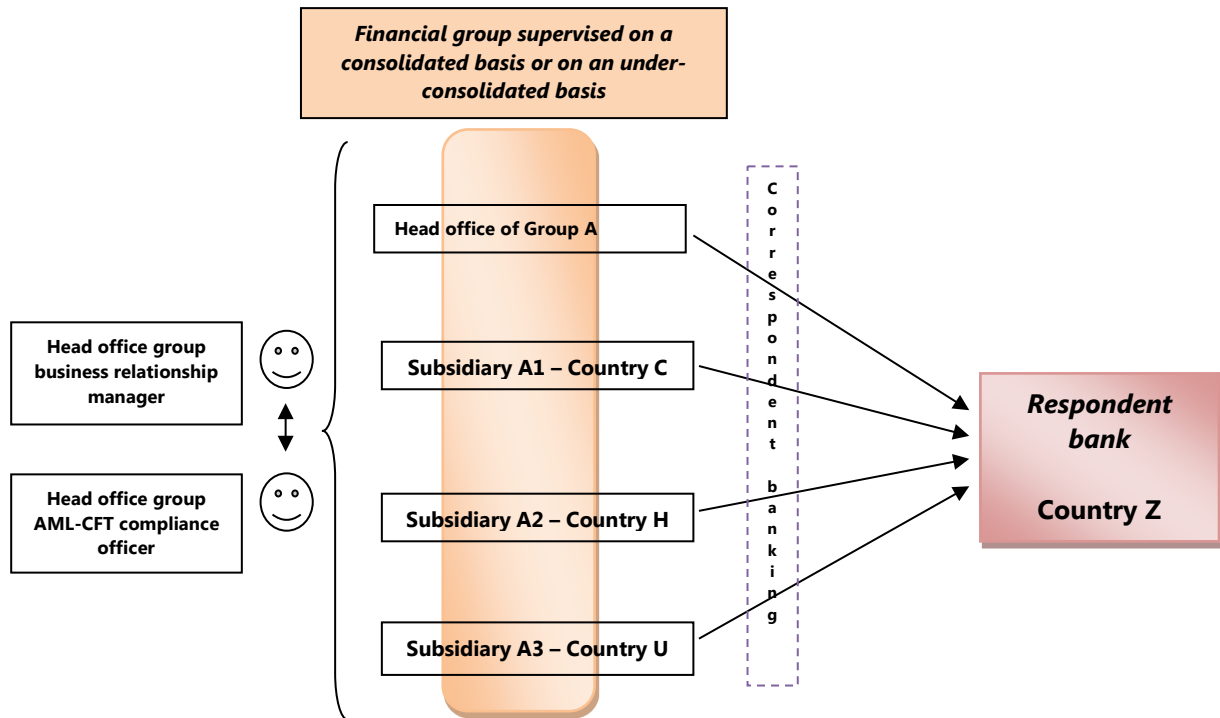 Financial group supervised on a
consolidated basis or on an under-
consolidated basis
Head office of Group A
Subsidiary A1 – Country C
Subsidiary A2 – Country H
Subsidiary A3 – Country U
Head office group
business relationship
manager
Head office group
AML-CFT compliance
officer
Correspondent banking
Respondent
bank
Country Z